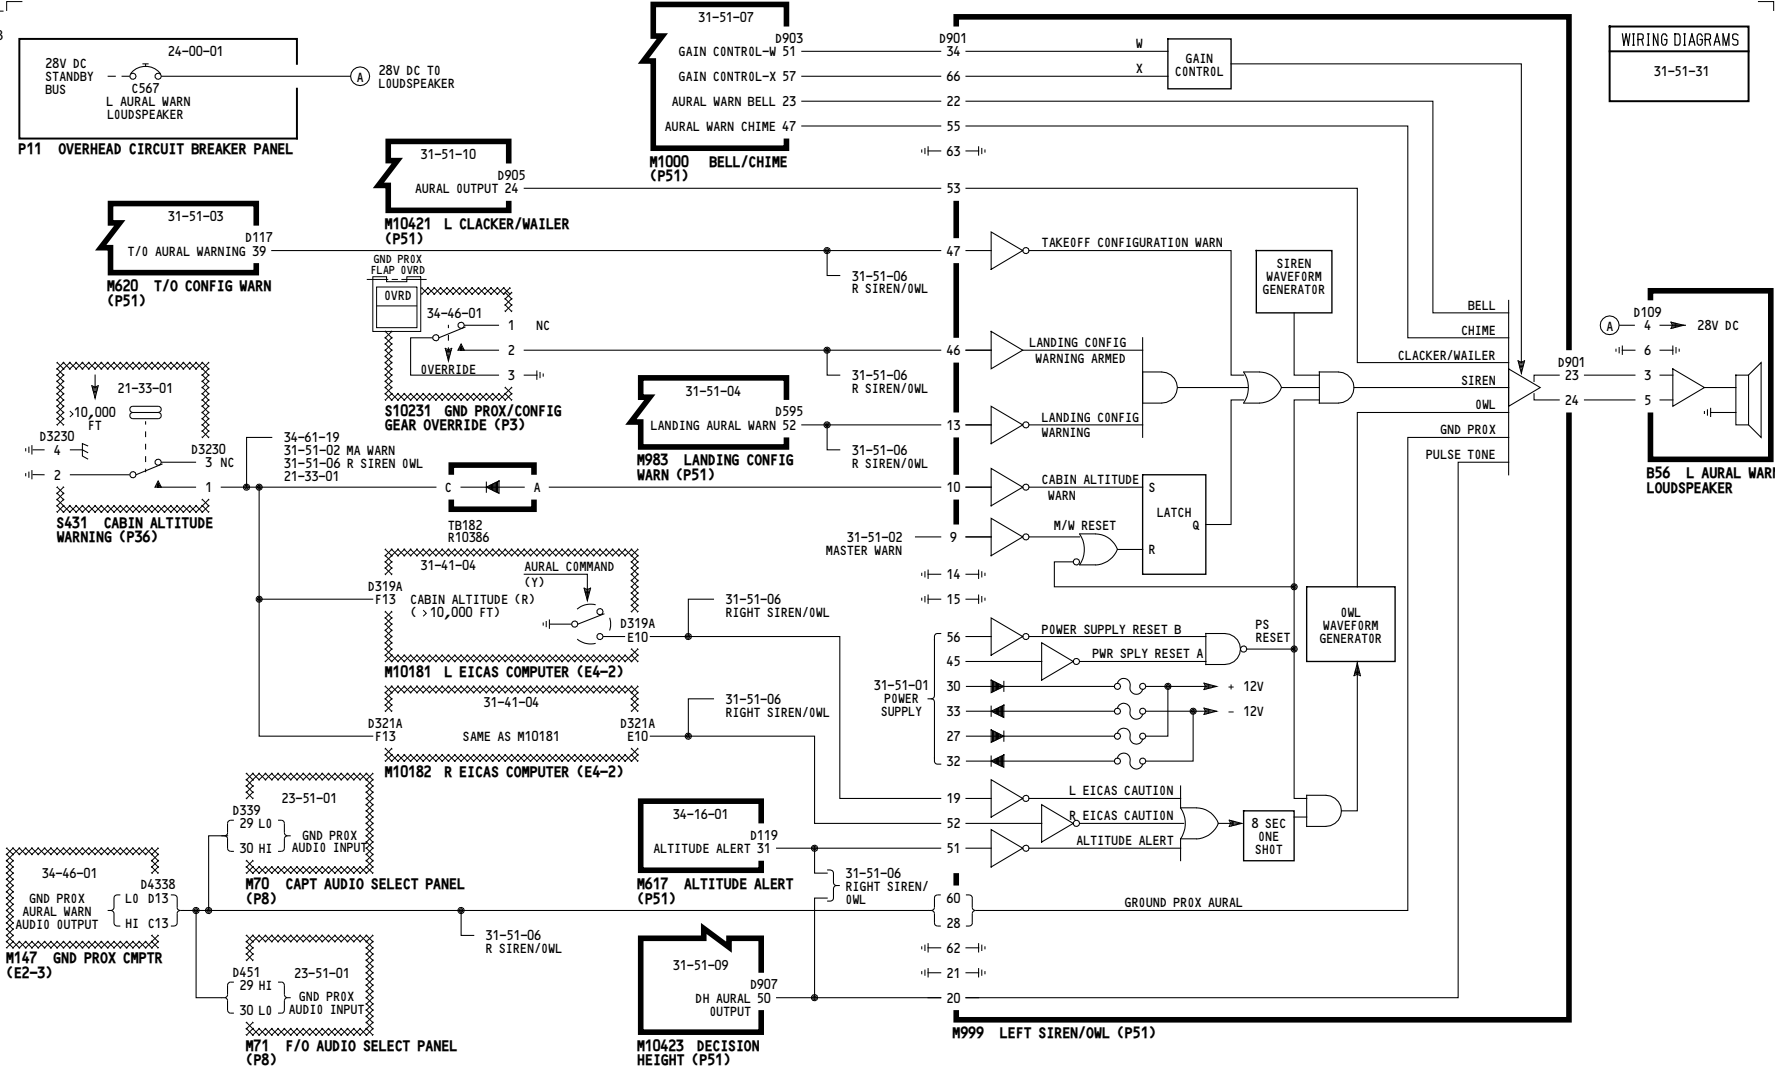 B
24-00-01
28V DC
STANDBY
BUS
C567
L AURAL WARN
LOUDSPEAKER
P11 OVERHEAD CIRCUIT BREAKER PANEL
A
28V DC TO
LOUDSPEAKER
31-51-07
D903
GAIN CONTROL-W 51
GAIN CONTROL-X 57
AURAL WARN BELL 23
AURAL WARN CHIME 47
M1000 BELL/CHIME
(P51)
D901
34
66
22
55
63
W
X
GAIN
CONTROL
WIRING DIAGRAMS
31-51-31
31-51-10
D905
AURAL OUTPUT 24
M10421 L CLACKER/WAILER
(P51)
53
31-51-03
D117
T/O AURAL WARNING 39
M620 T/O CONFIG WARN
(P51)
31-51-06
R SIREN/OWL
47
TAKEOFF CONFIGURATION WARN
SIREN
WAVEFORM
GENERATOR
GND PROX
FLAP OVRD
OVRD
34-46-01
1 NC
2
3
OVERRIDE
S10231 GND PROX/CONFIG
GEAR OVERRIDE (P3)
31-51-06
R SIREN/OWL
46
LANDING CONFIG
WARNING ARMED
31-51-04
D595
LANDING AURAL WARN 52
M983 LANDING CONFIG
WARN (P51)
31-51-06
R SIREN/OWL
13
LANDING CONFIG
WARNING
BELL
CHIME
CLACKER/WAILER
SIREN
OWL
GND PROX
PULSE TONE
D901
23
24
A
D109
4
28V DC
6
3
5
B56 L AURAL WAR
LOUDSPEAKER
21-33-01
>10,000
FT
D3230
4
2
D3230
3 NC
1
S431 CABIN ALTITUDE
WARNING (P36)
34-61-19
31-51-02 MA WARN
31-51-06 R SIREN OWL
21-33-01
C
A
TB182
R10386
10
CABIN ALTITUDE
WARN
S
LATCH
Q
R
31-51-02
MASTER WARN
9
M/W RESET
14
15
31-41-04
AURAL COMMAND
(Y)
D319A
F13
CABIN ALTITUDE (R)
( >10,000 FT)
D319A
E10
M10181 L EICAS COMPUTER (E4-2)
31-51-06
RIGHT SIREN/OWL
31-41-04
D321A
F13
SAME AS M10181
D321A
E10
M10182 R EICAS COMPUTER (E4-2)
31-51-06
RIGHT SIREN/OWL
31-51-01
POWER
SUPPLY
56
45
30
33
27
32
POWER SUPPLY RESET B
PWR SPLY RESET A
PS
RESET
+ 12V
- 12V
OWL
WAVEFORM
GENERATOR
19
52
51
L EICAS CAUTION
R EICAS CAUTION
ALTITUDE ALERT
8 SEC
ONE
SHOT
34-16-01
D119
ALTITUDE ALERT 31
M617 ALTITUDE ALERT
(P51)
31-51-06
RIGHT SIREN/
OWL
23-51-01
D339
29 LO
30 HI
GND PROX
AUDIO INPUT
M70 CAPT AUDIO SELECT PANEL
(P8)
34-46-01
GND PROX
AURAL WARN
AUDIO OUTPUT
D4338
LO D13
HI C13
M147 GND PROX CMPTR
(E2-3)
31-51-06
R SIREN/OWL
60
28
GROUND PROX AURAL
D451
29 HI
30 LO
23-51-01
GND PROX
AUDIO INPUT
M71 F/O AUDIO SELECT PANEL
(P8)
31-51-09
D907
DH AURAL 50
OUTPUT
M10423 DECISION
HEIGHT (P51)
62
21
20
M999 LEFT SIREN/OWL (P51)